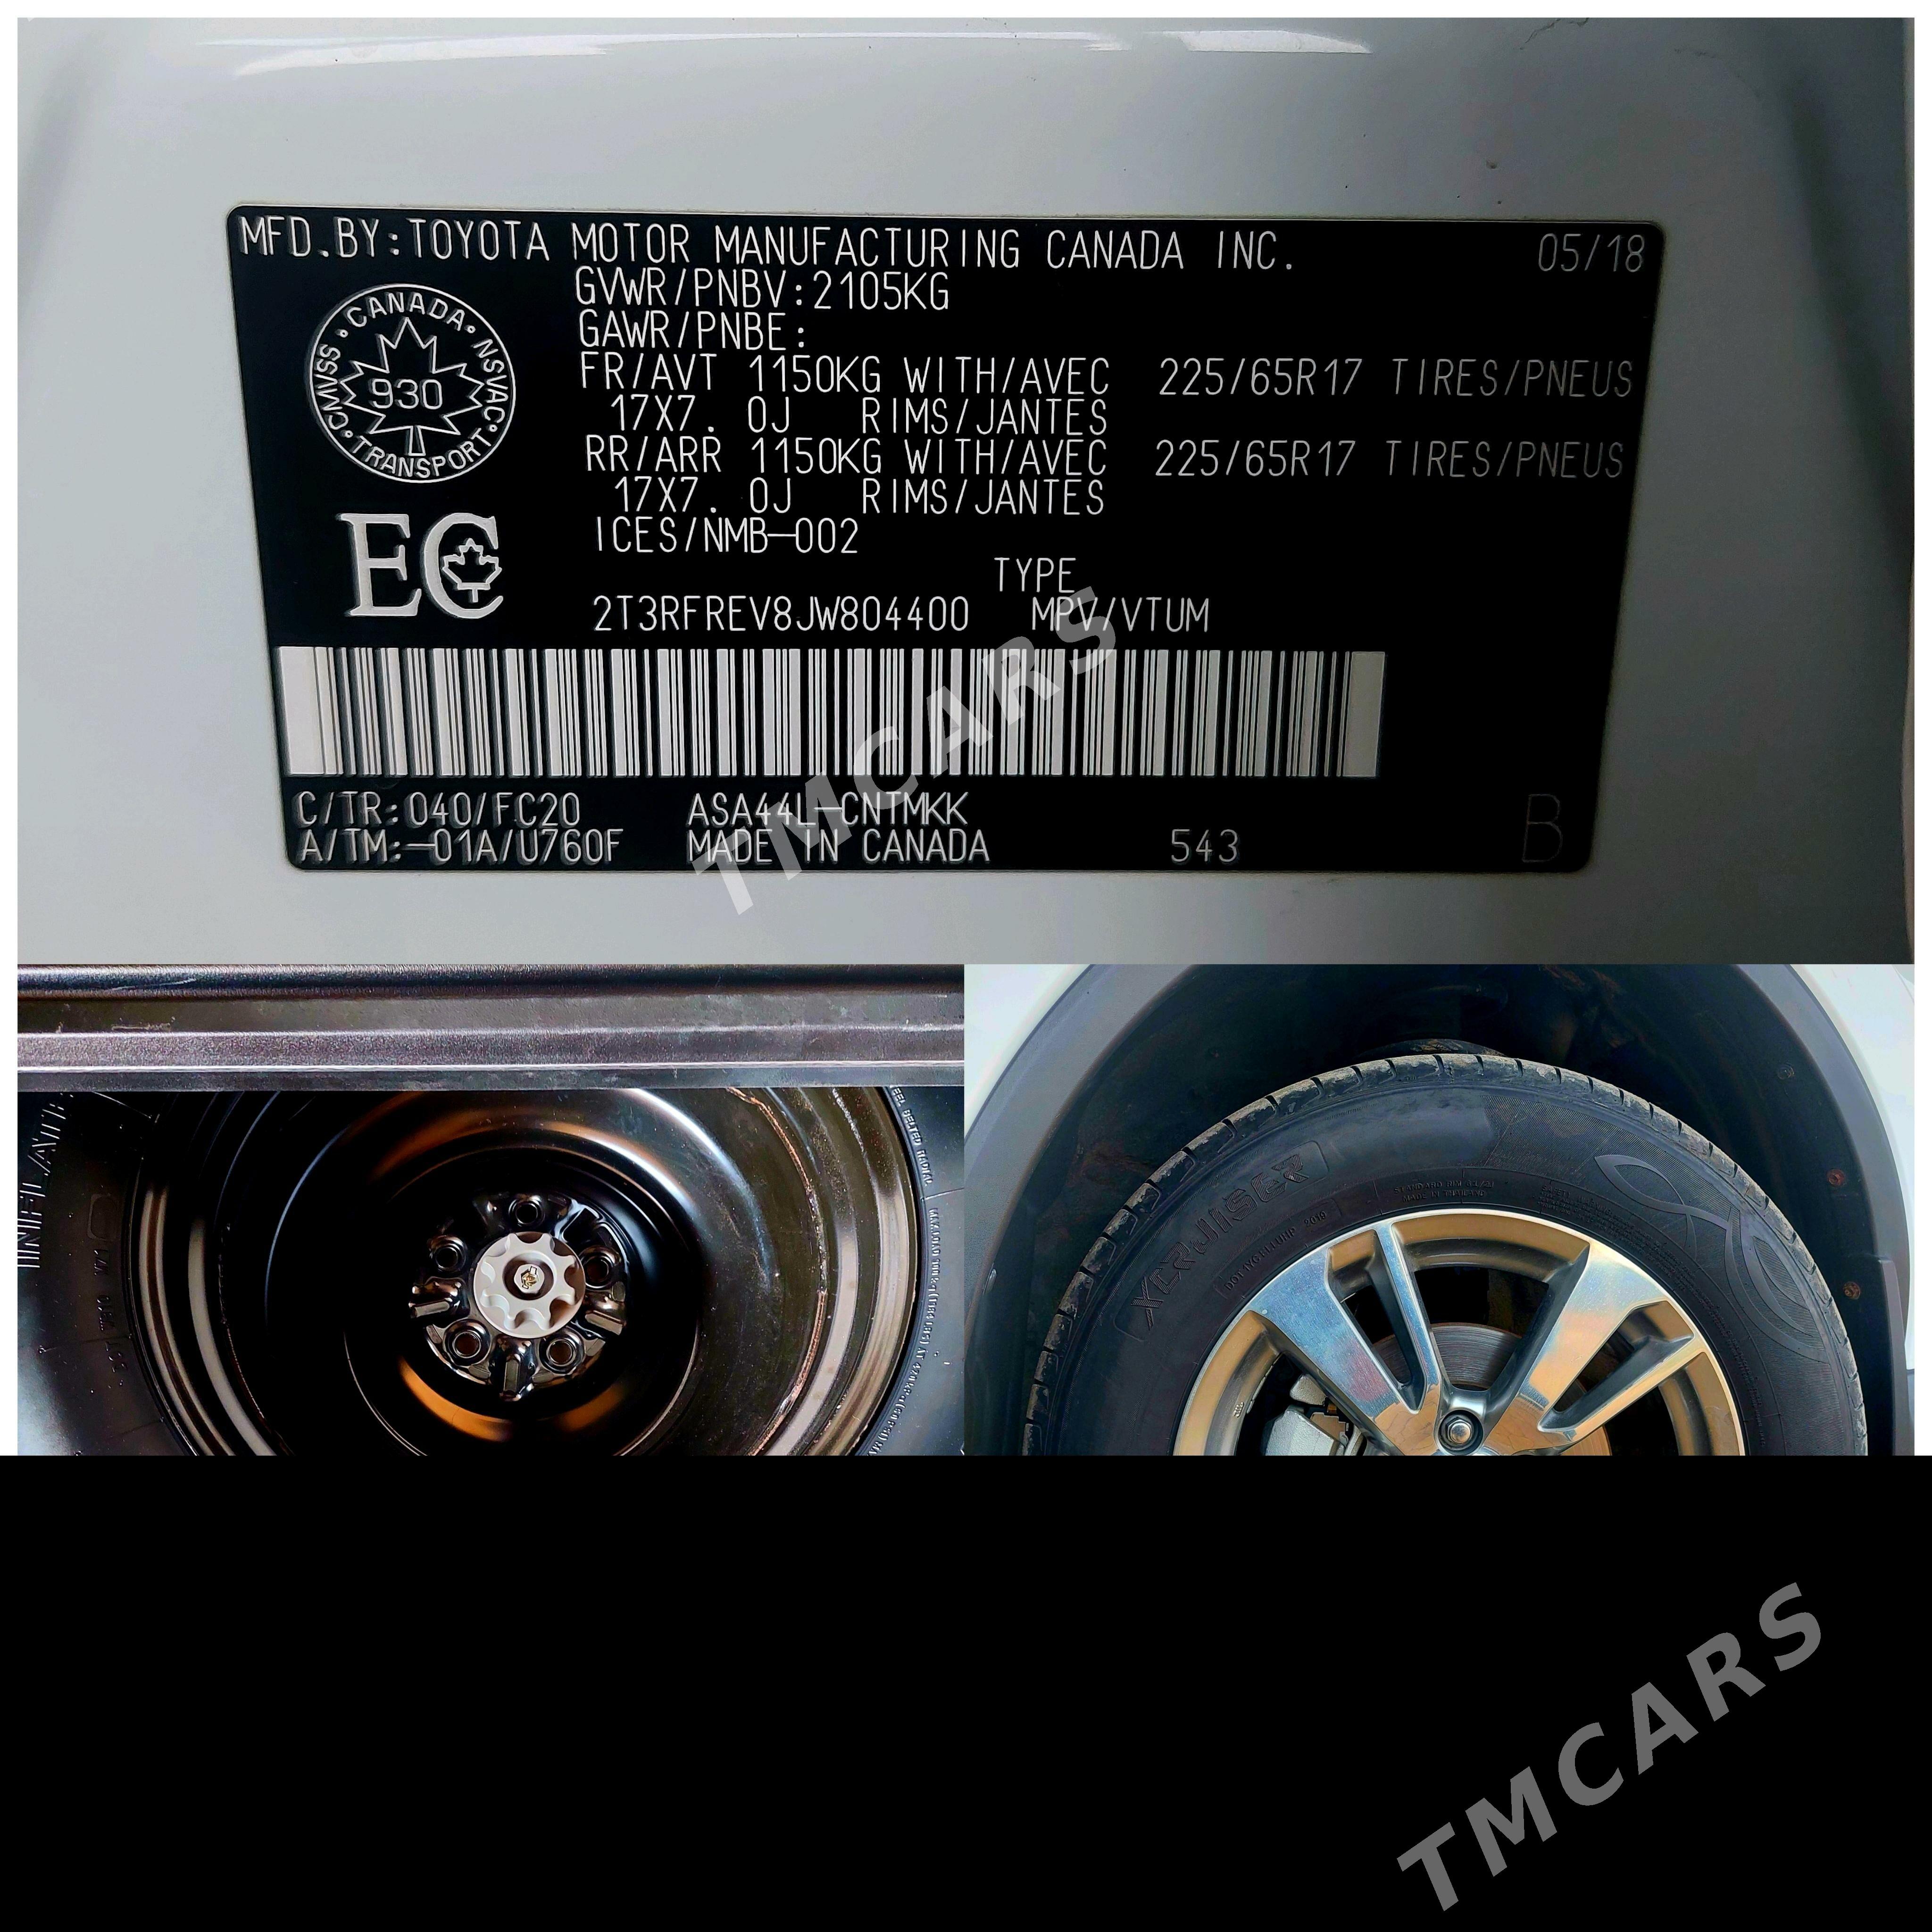 MFD.BY:TOYOTA MOTOR MANUFACTURING CANADA INC. 05/18
GVWR/PNBV:2105KG
GAWR/PNBE:
FR/AVT 1150KG WITH/AVEC 225/65R17 TIRES/PNEUS
17X7. 0J RIMS/JANTES
RR/ARR 1150KG WITH/AVEC 225/65R17 TIRES/PNEUS
17X7. 0J RIMS/JANTES
ICES/NMB-002
CANADA
NSVAC
TRANSPORT
CMVSS
930
EC
TYPE
2T3RFREV8JW804400 MPV/VTUM
C/TR:040/FC20 ASA44L-CNTMKK
A/TM:-01A/U760F MADE IN CANADA 543 B
TMCARS
XCRUISER
TMCARS